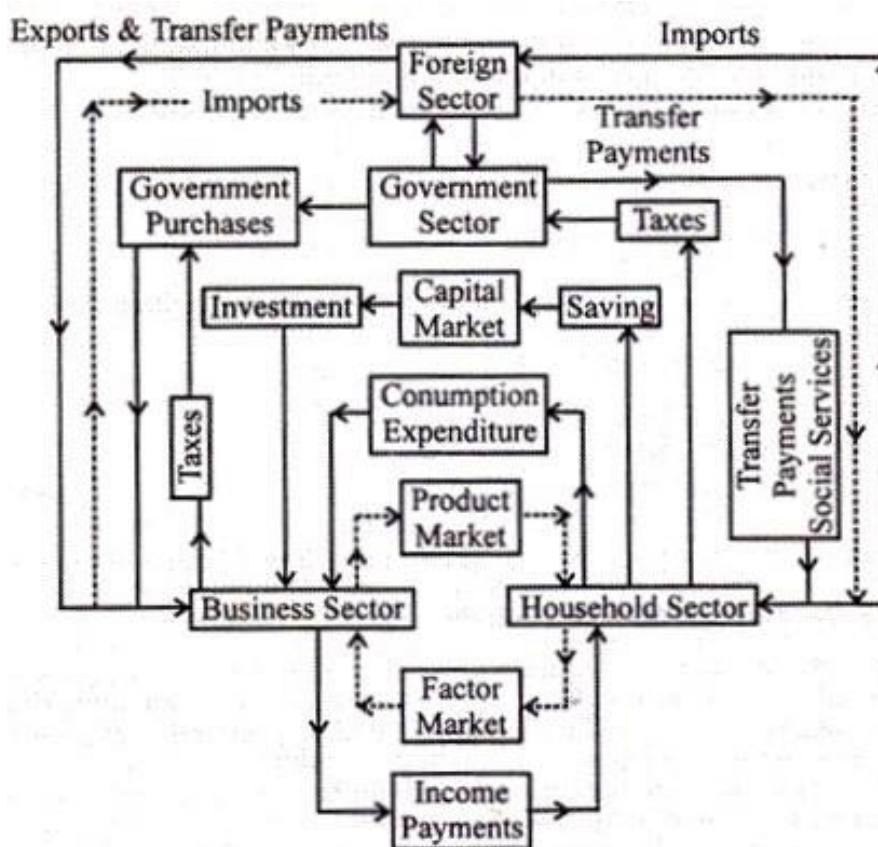 Exports & Transfer Payments
Imports
Foreign
Sector
Imports
Transfer
Payments
Government
Purchases
Government
Sector
Taxes
Investment
Capital
Market
Saving
Transfer
Payments
Social Services
Conumption
Expenditure
Taxes
Product
Market
Business Sector
Household Sector
Factor
Market
Income
Payments